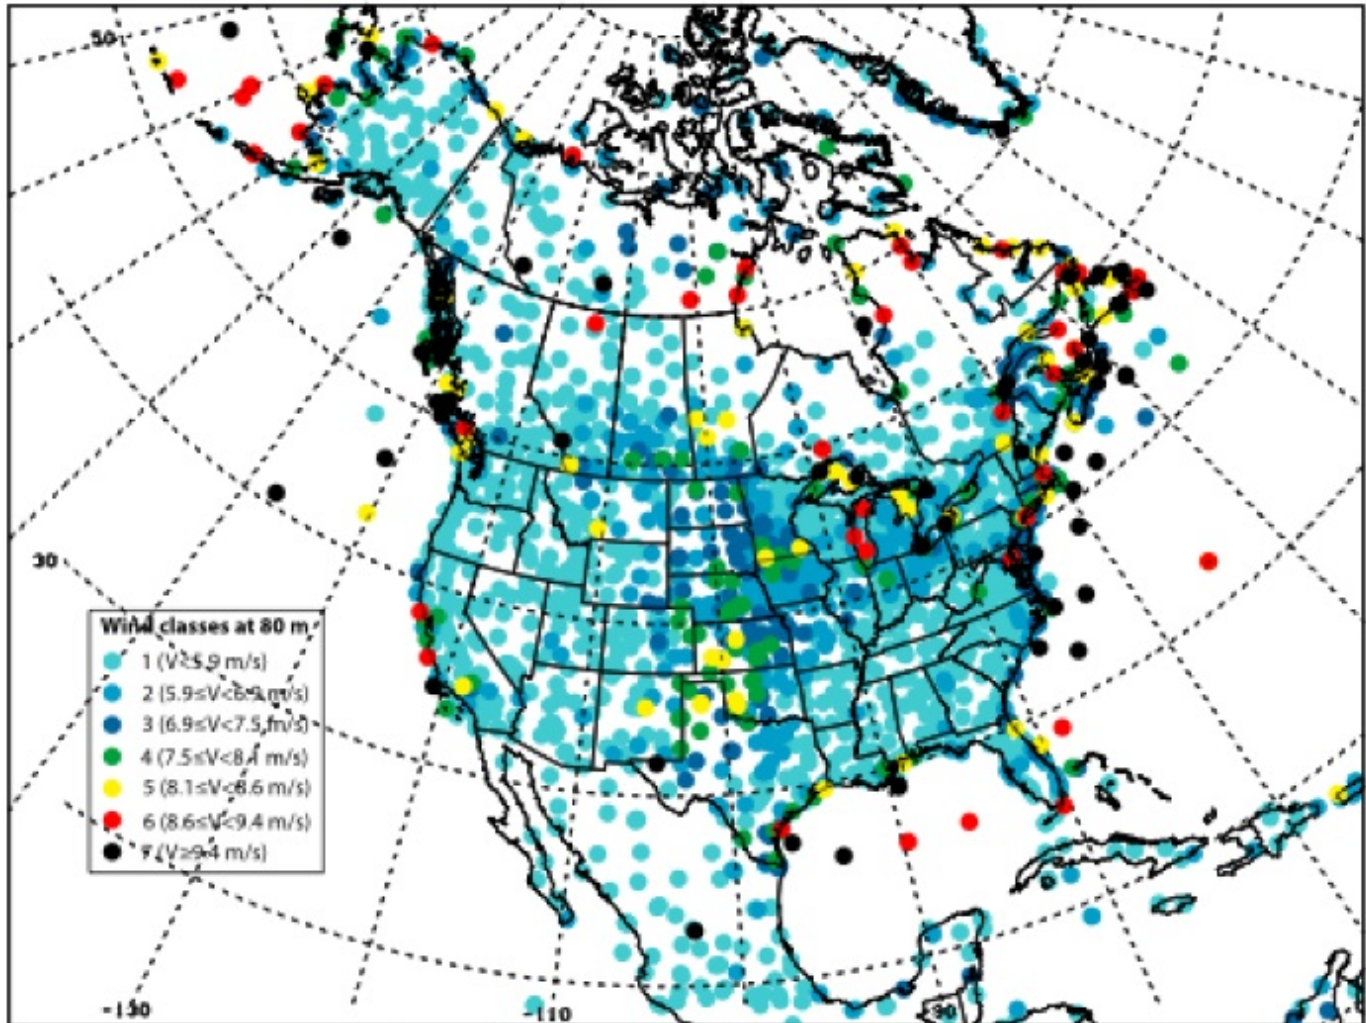 50
30
Wind classes at 80 m
1 (V<5.9 m/s)
2 (5.9≤V<6.9 m/s)
3 (6.9≤V<7.5 m/s)
4 (7.5≤V<8.1 m/s)
5 (8.1≤V<8.6 m/s)
6 (8.6≤V<9.4 m/s)
7 (V≥9.4 m/s)
-130
-110
-90